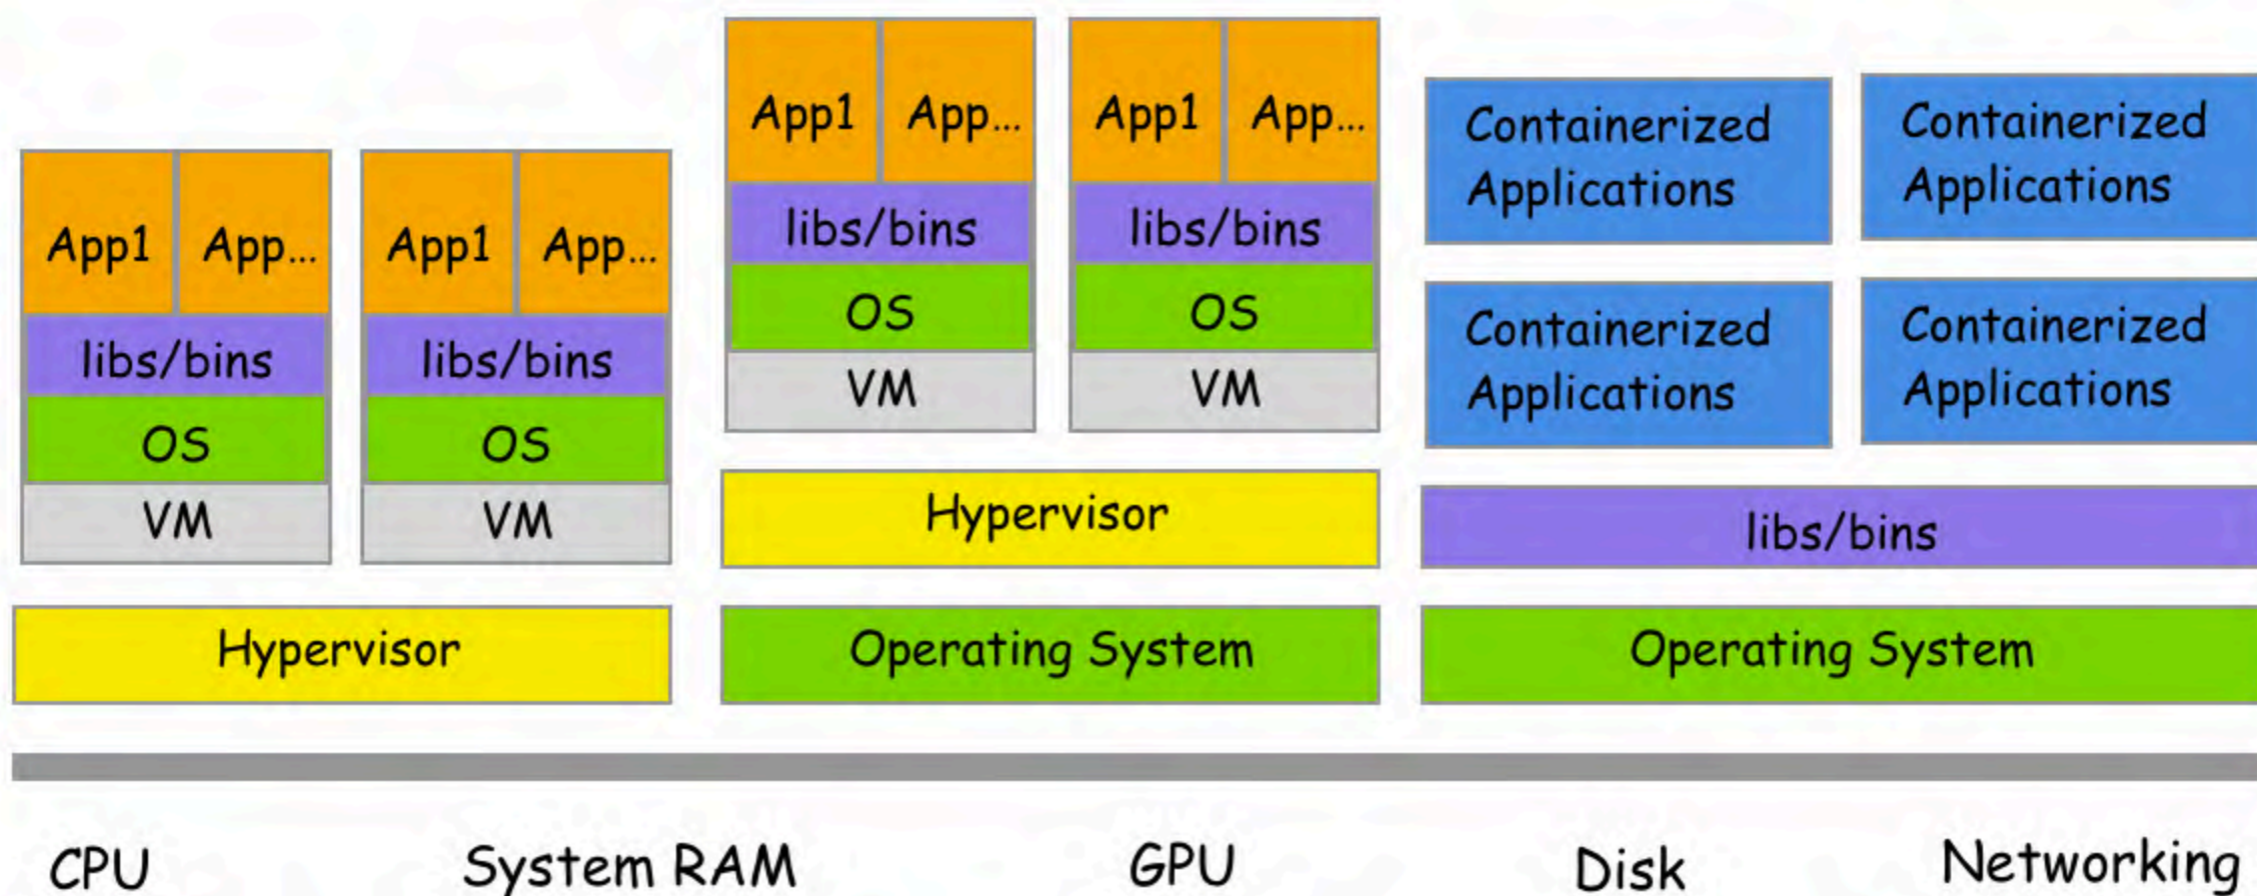 App1 App... App1 App...
libs/bins libs/bins
OS OS
VM VM
Hypervisor
App1 App... App1 App...
libs/bins libs/bins
OS OS
VM VM
Hypervisor
Operating System
Containerized
Applications
Containerized
Applications
Containerized
Applications
Containerized
Applications
libs/bins
Operating System
CPU System RAM GPU Disk Networking